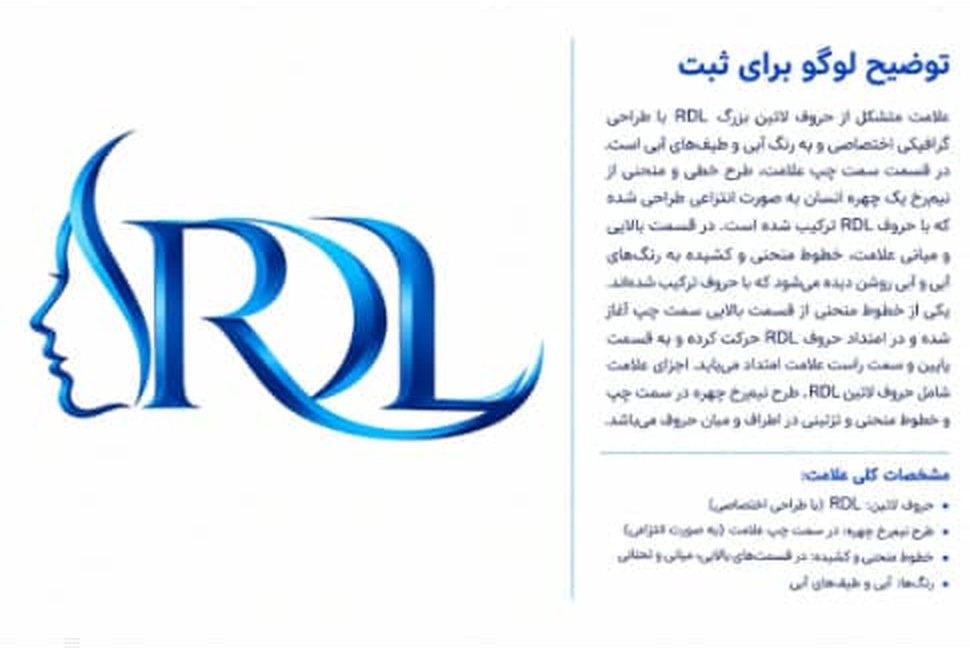 RDL
توضیح لوگو برای ثبت
علامت متشکل از حروف لاتین بزرگ RDL با طراحی
گرافیکی اختصاصی و به رنگ آبی و طیف‌های آبی است.
در قسمت سمت چپ علامت، طرح خطی و منحنی از
نیم‌رخ یک چهره انسان به صورت انتزاعی طراحی شده
که با حروف RDL ترکیب شده است. در قسمت بالایی
و میانی علامت، خطوط منحنی و کشیده به رنگ‌های
آبی و آبی روشن دیده می‌شود که با حروف ترکیب شده‌اند.
یکی از خطوط منحنی از قسمت بالایی سمت چپ آغاز
شده و در امتداد حروف RDL حرکت کرده و به قسمت
پایین و سمت راست علامت امتداد می‌یابد. اجزای علامت
شامل حروف لاتین RDL، طرح نیم‌رخ چهره در سمت چپ
و خطوط منحنی و تزئینی در اطراف و میان حروف می‌باشد.
مشخصات کلی علامت:
• حروف لاتین: RDL (با طراحی اختصاصی)
• طرح نیم‌رخ چهره: در سمت چپ علامت (به صورت انتزاعی)
• خطوط منحنی و کشیده: در قسمت‌های بالایی، میانی و تحتانی
• رنگ‌ها: آبی و طیف‌های آبی